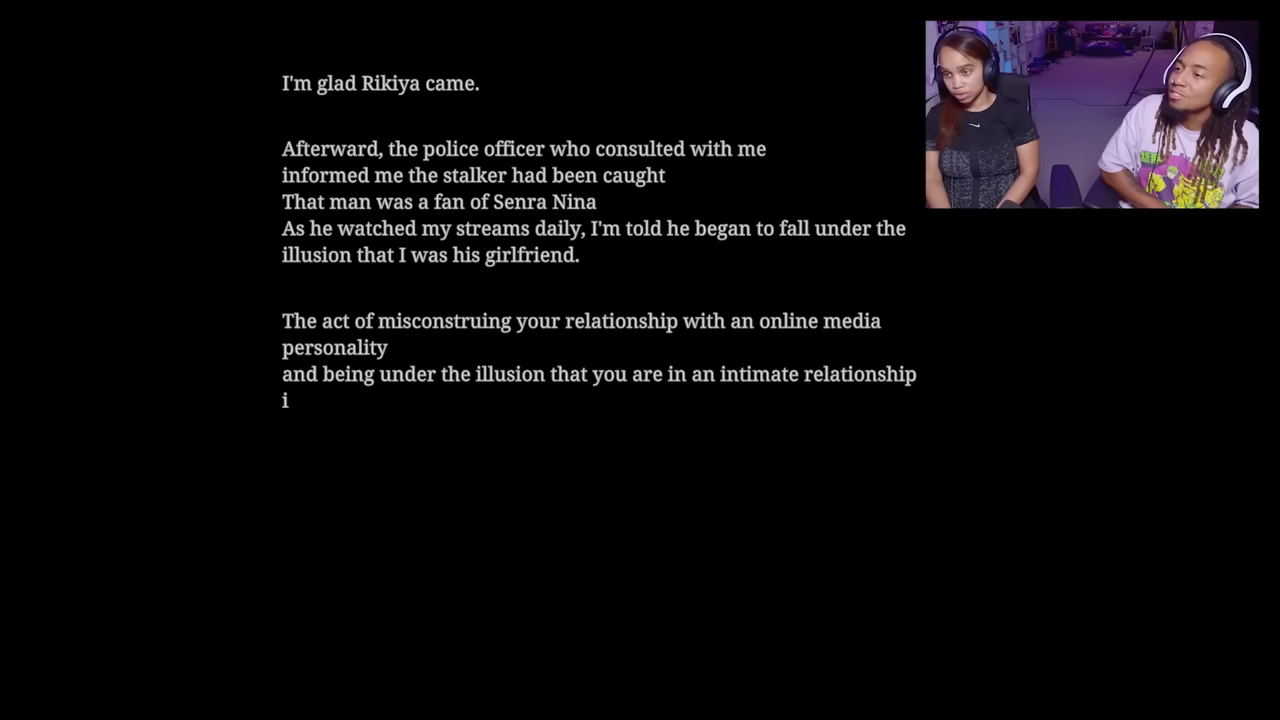 I'm glad Rikiya came.
Afterward, the police officer who consulted with me
informed me the stalker had been caught
That man was a fan of Senra Nina
As he watched my streams daily, I'm told he began to fall under the
illusion that I was his girlfriend.
The act of misconstruing your relationship with an online media
personality
and being under the illusion that you are in an intimate relationship
i